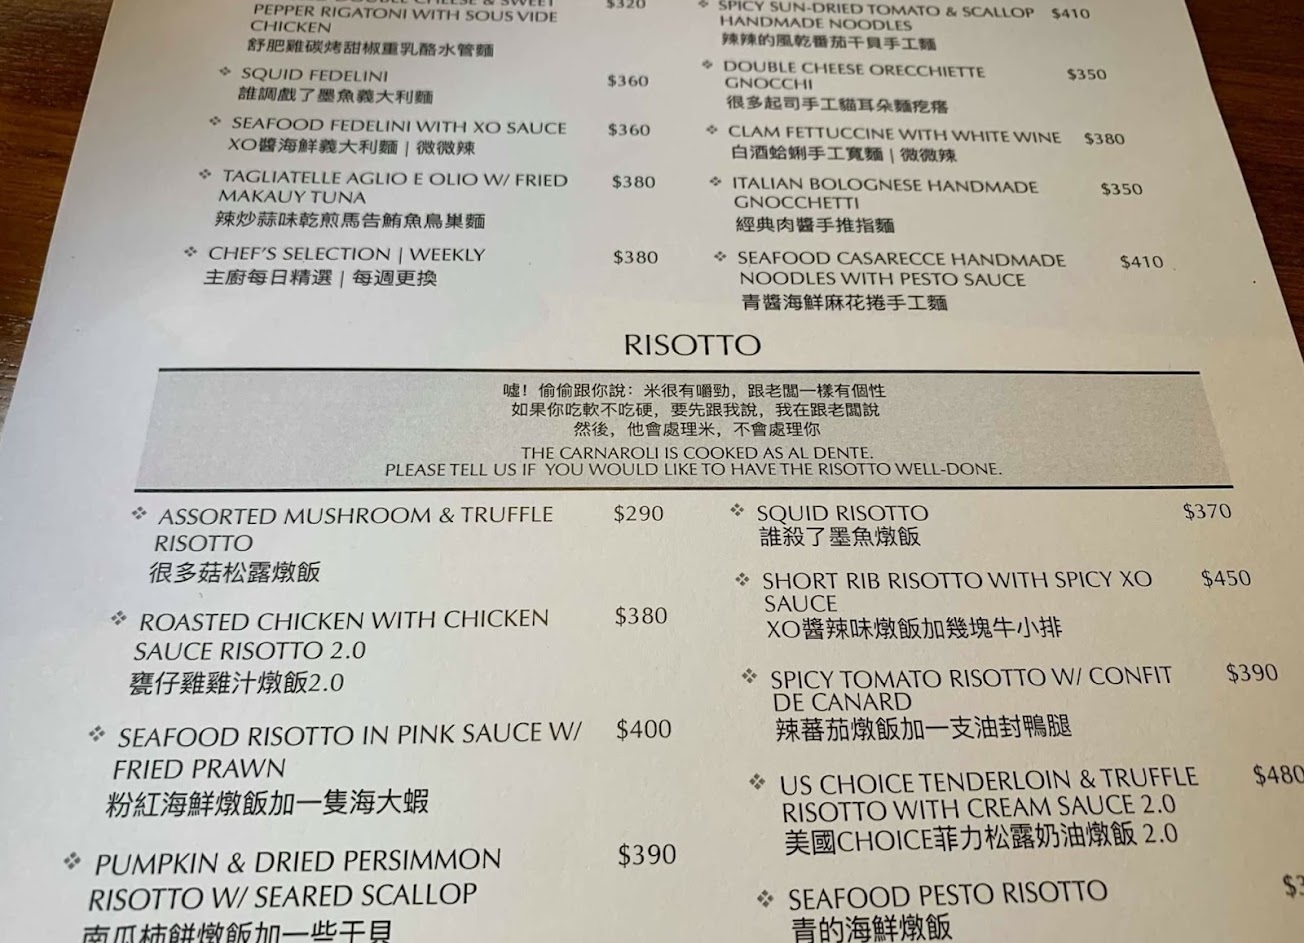 PEPPER RIGATONI WITH SOUS VIDE
CHICKEN
$320
舒肥雞碳烤甜椒重乳酪水管麵
SQUID FEDELINI
$360
誰調戲了墨魚義大利麵
SEAFOOD FEDELINI WITH XO SAUCE
$360
XO醬海鮮義大利麵 | 微微辣
TAGLIATELLE AGLIO E OLIO W/ FRIED
$380
MAKAUY TUNA
辣炒蒜味乾煎馬告鮪魚鳥巢麵
CHEF'S SELECTION | WEEKLY
$380
主廚每日精選 | 每週更換
SPICY SUN-DRIED TOMATO & SCALLOP
$410
HANDMADE NOODLES
辣辣的風乾番茄干貝手工麵
DOUBLE CHEESE ORECCHIETTE
$350
GNOCCHI
很多起司手工貓耳朵麵疙瘩
CLAM FETTUCCINE WITH WHITE WINE
$380
白酒蛤蜊手工寬麵 | 微微辣
ITALIAN BOLOGNESE HANDMADE
$350
GNOCCHETTI
經典肉醬手推指麵
SEAFOOD CASARECCE HANDMADE
$410
NOODLES WITH PESTO SAUCE
青醬海鮮麻花捲手工麵
RISOTTO
噓！偷偷跟你說：米很有嚼勁，跟老闆一樣有個性
如果你吃軟不吃硬，要先跟我說，我在跟老闆說
然後，他會處理米，不會處理你
THE CARNAROLI IS COOKED AS AL DENTE.
PLEASE TELL US IF YOU WOULD LIKE TO HAVE THE RISOTTO WELL-DONE.
ASSORTED MUSHROOM & TRUFFLE
$290
RISOTTO
很多菇松露燉飯
ROASTED CHICKEN WITH CHICKEN
$380
SAUCE RISOTTO 2.0
甕仔雞雞汁燉飯2.0
SEAFOOD RISOTTO IN PINK SAUCE W/
$400
FRIED PRAWN
粉紅海鮮燉飯加一隻海大蝦
PUMPKIN & DRIED PERSIMMON
$390
RISOTTO W/ SEARED SCALLOP
南瓜柿餅燉飯加一些干貝
SQUID RISOTTO
$370
誰殺了墨魚燉飯
SHORT RIB RISOTTO WITH SPICY XO
$450
SAUCE
XO醬辣味燉飯加幾塊牛小排
SPICY TOMATO RISOTTO W/ CONFIT
$390
DE CANARD
辣蕃茄燉飯加一支油封鴨腿
US CHOICE TENDERLOIN & TRUFFLE
$480
RISOTTO WITH CREAM SAUCE 2.0
美國CHOICE菲力松露奶油燉飯 2.0
SEAFOOD PESTO RISOTTO
青的海鮮燉飯